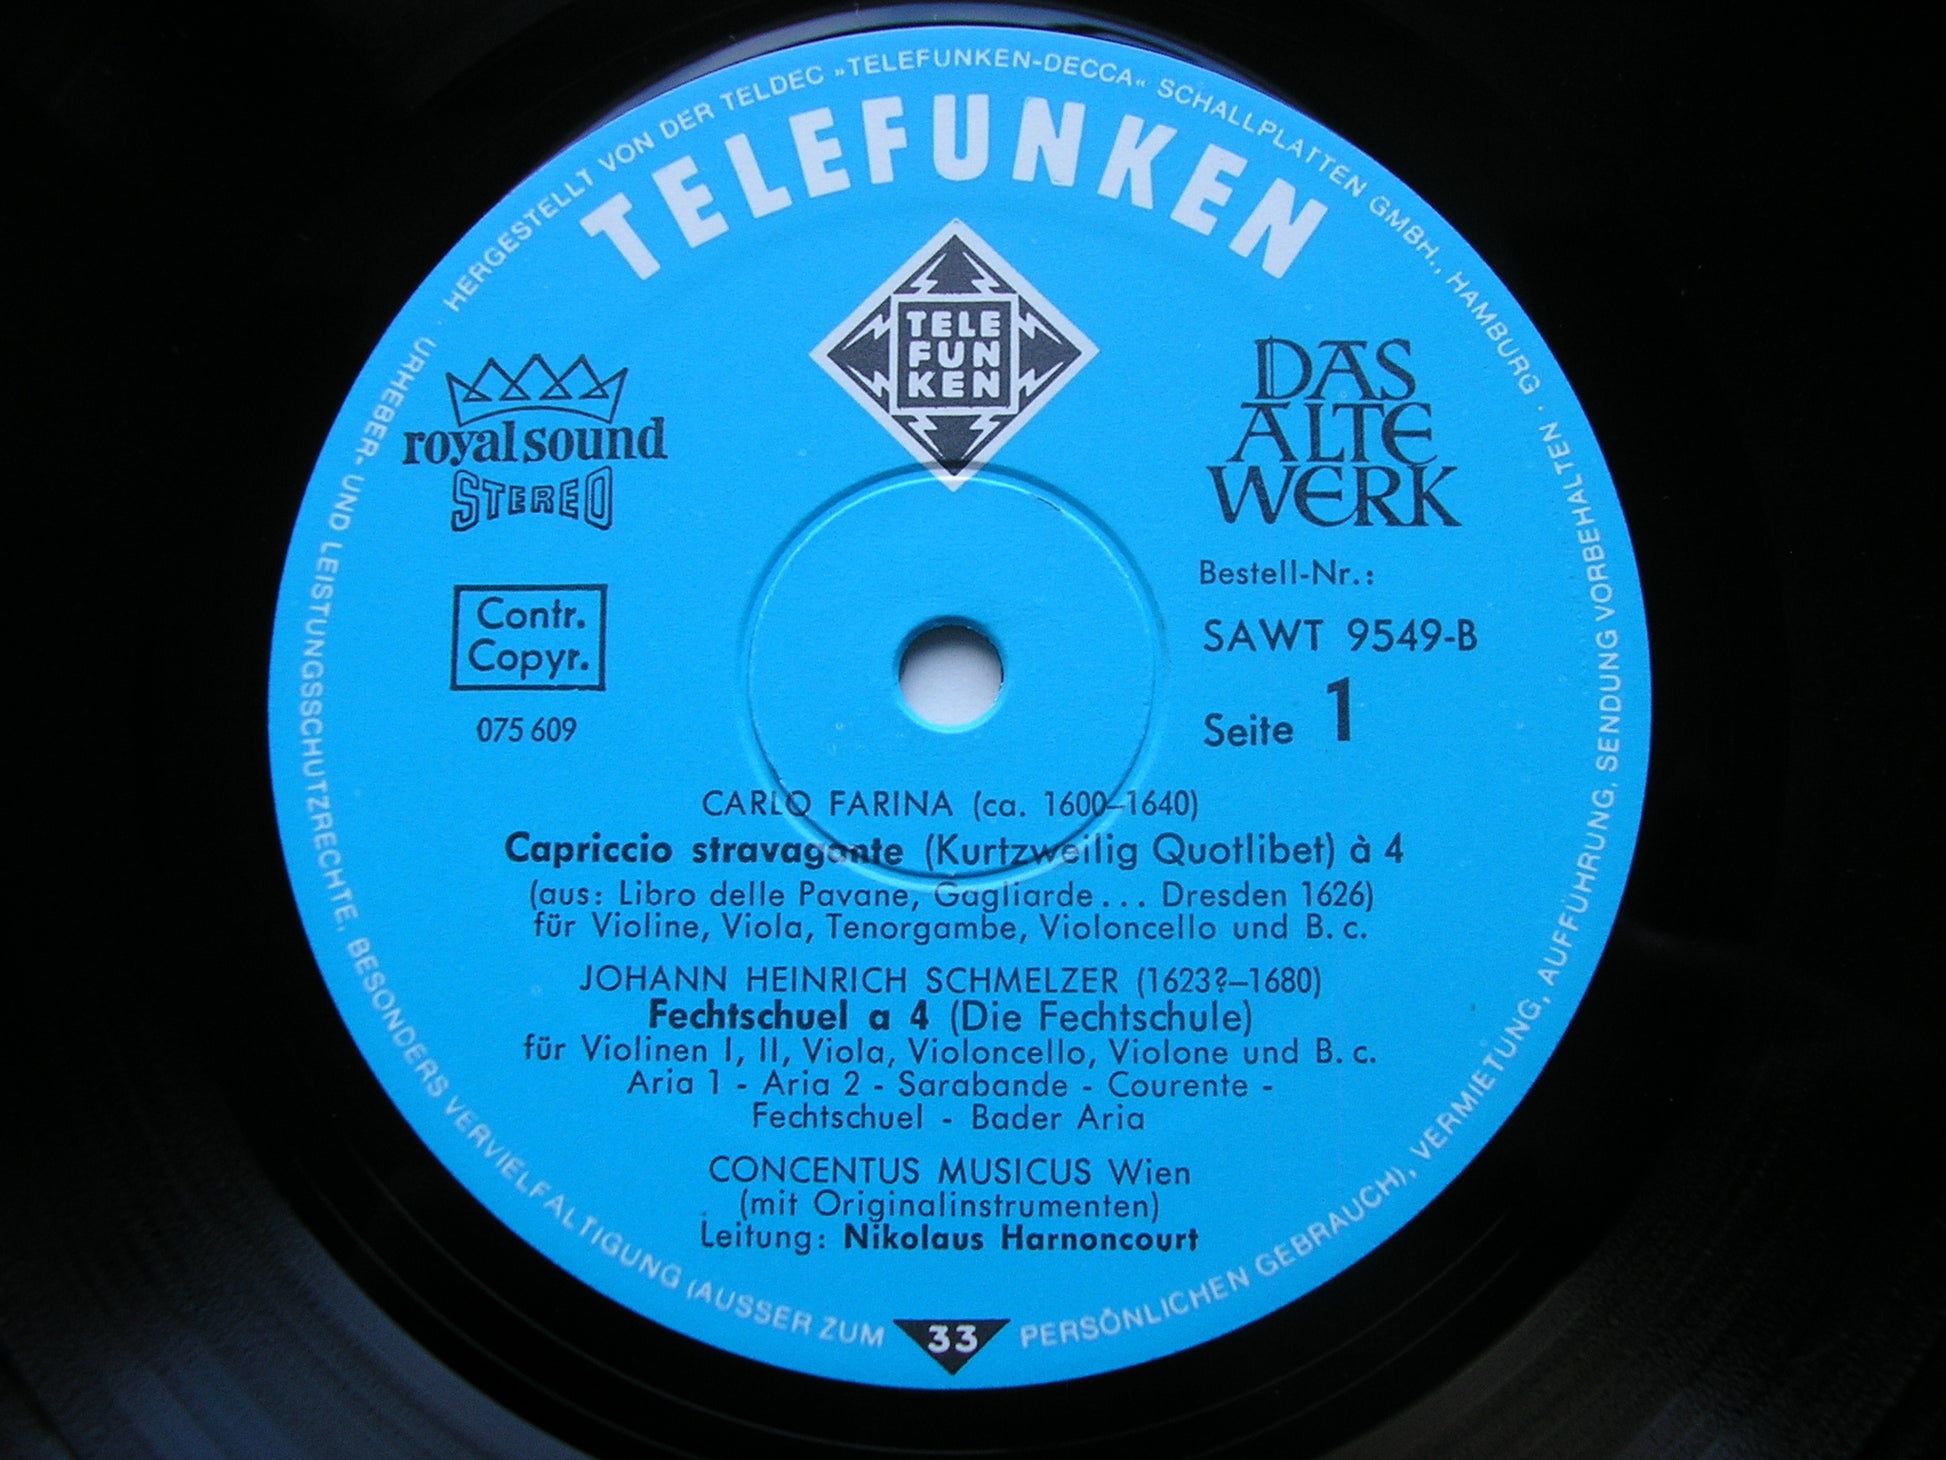 HERGESTELLT VON DER TELDEC »TELEFUNKEN-DECCA« SCHALLPLATTEN GMBH., HAMBURG · URHEBER- UND LEISTUNGSSCHUTZRECHTE, BESONDERS VERVIELFALTIGUNG (AUSSER ZUM PERSÖNLICHEN GEBRAUCH), VERMIETUNG, AUFFÜHRUNG, SENDUNG VORBEHALTEN ·
TELEFUNKEN
TELE
FUN
KEN
royal sound
STEREO
DAS
ALTE
WERK
Contr.
Copyr.
075 609
Bestell-Nr.:
SAWT 9549-B
Seite 1
CARLO FARINA (ca. 1600–1640)
Capriccio stravagante (Kurtzweilig Quotlibet) à 4
(aus: Libro delle Pavane, Gagliarde... Dresden 1626)
für Violine, Viola, Tenorgambe, Violoncello und B. c.
JOHANN HEINRICH SCHMELZER (1623?–1680)
Fechtschuel a 4 (Die Fechtschule)
für Violinen I, II, Viola, Violoncello, Violone und B. c.
Aria 1 - Aria 2 - Sarabande - Courente -
Fechtschuel - Bader Aria
CONCENTUS MUSICUS Wien
(mit Originalinstrumenten)
Leitung: Nikolaus Harnoncourt
33